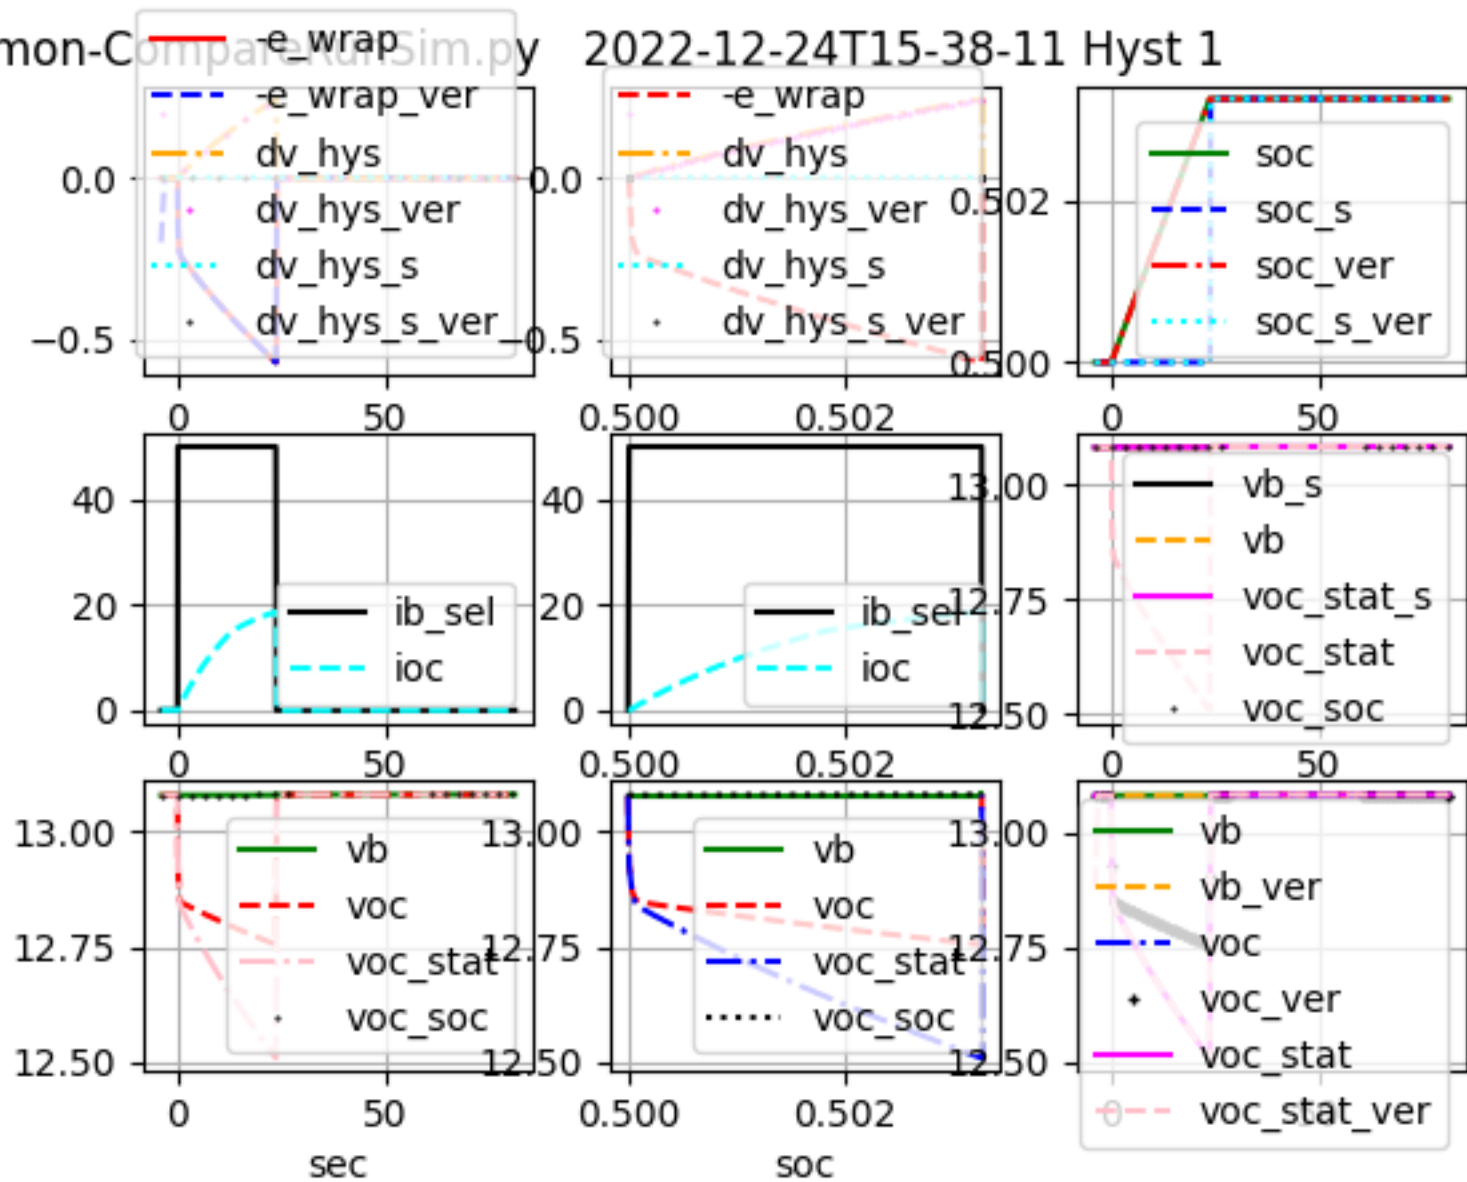 mon-CompareRunSim.py 2022-12-24T15-38-11 Hyst 1
-e_wrap
-e_wrap_ver
dv_hys
dv_hys_ver
dv_hys_s
dv_hys_s_ver
0.0
−0.5
0
50
-e_wrap
dv_hys
dv_hys_ver
dv_hys_s
dv_hys_s_ver
0.0
−0.5
0.500
0.502
soc
soc_s
soc_ver
soc_s_ver
0.502
0.500
0
50
40
20
0
ib_sel
ioc
0
50
40
20
0
ib_sel
ioc
0.500
0.502
13.00
12.75
12.50
vb_s
vb
voc_stat_s
voc_stat
voc_soc
0
50
13.00
12.75
12.50
vb
voc
voc_stat
voc_soc
0
50
sec
13.00
12.75
12.50
vb
voc
voc_stat
voc_soc
0.500
0.502
soc
13.00
12.75
12.50
vb
vb_ver
voc
voc_ver
voc_stat
voc_stat_ver
0
50